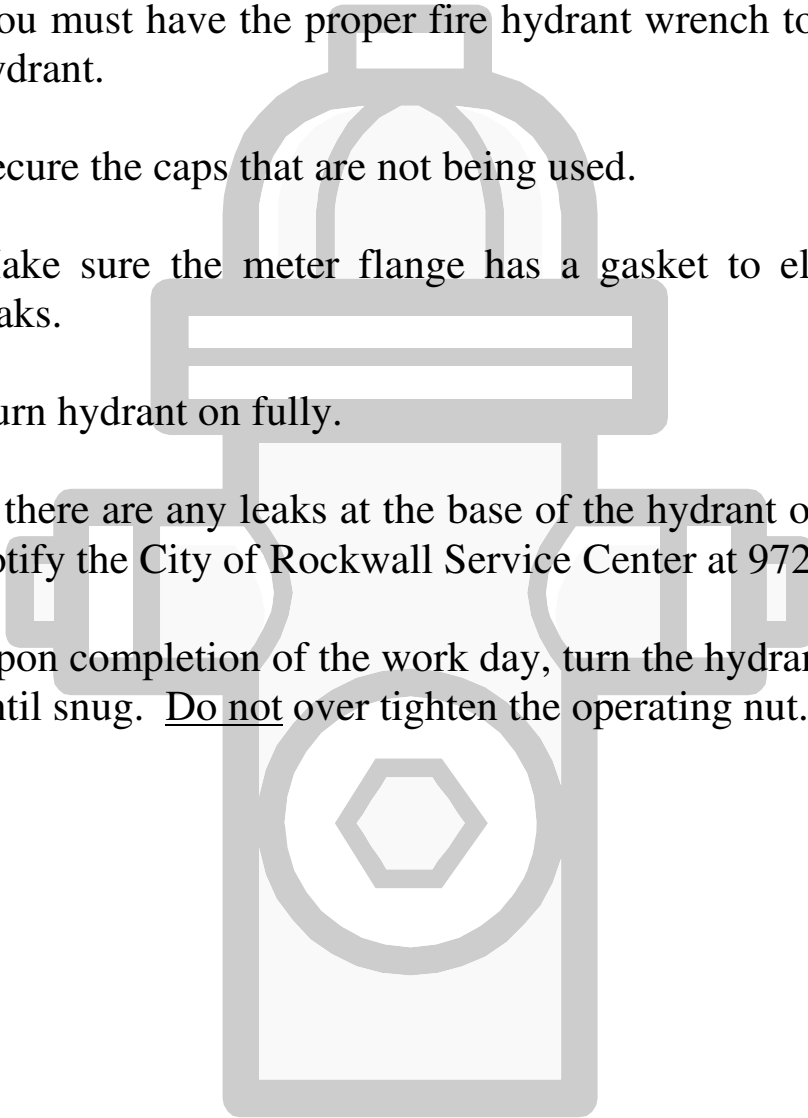 ou must have the proper fire hydrant wrench to
ydrant.
ecure the caps that are not being used.
ake sure the meter flange has a gasket to el
aks.
urn hydrant on fully.
there are any leaks at the base of the hydrant o
otify the City of Rockwall Service Center at 972
pon completion of the work day, turn the hydran
ntil snug. Do not over tighten the operating nut.